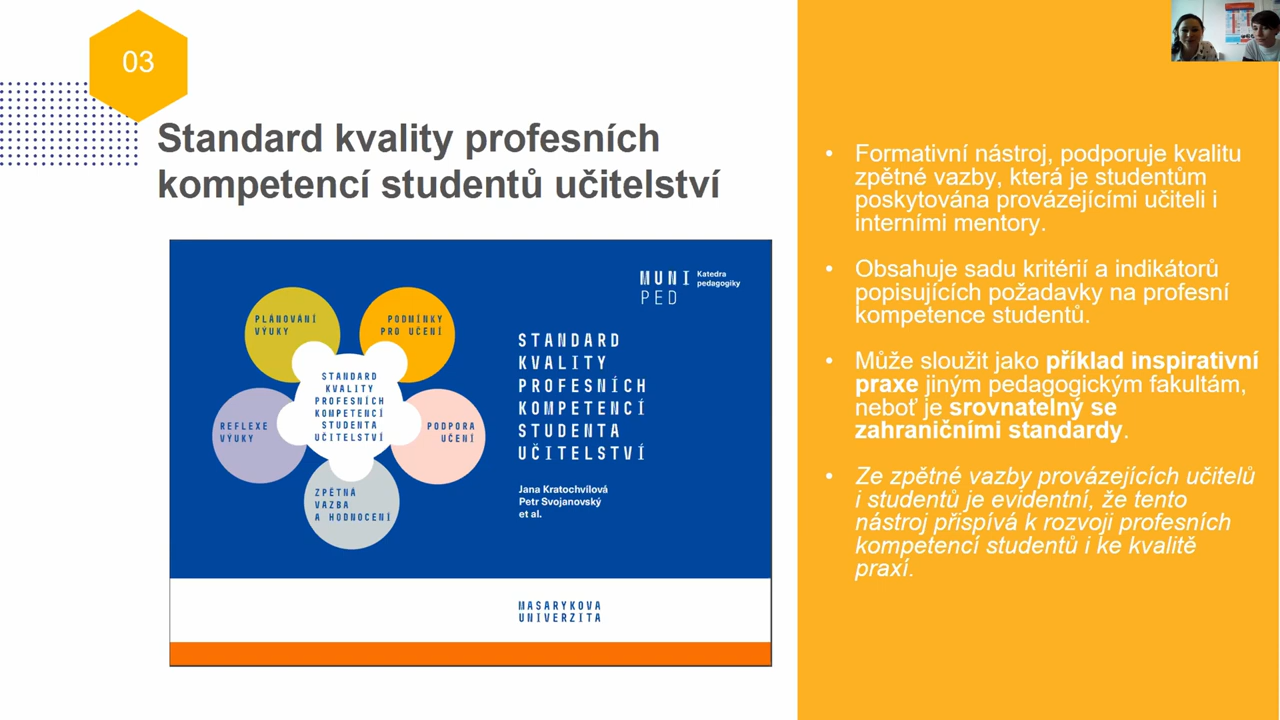 03
Standard kvality profesních
kompetencí studentů učitelství
MUNI
PED
Katedra
pedagogiky
PLÁNOVÁNÍ
VÝUKY
PODMÍNKY
PRO UČENÍ
STANDARD
KVALITY
PROFESNÍCH
KOMPETENCÍ
STUDENTA
UČITELSTVÍ
REFLEXE
VÝUKY
PODPORA
UČENÍ
ZPĚTNÁ
VAZBA
A HODNOCENÍ
STANDARD
KVALITY
PROFESNÍCH
KOMPETENCÍ
STUDENTA
UČITELSTVÍ
Jana Kratochvílová
Petr Svojanovský
et al.
MASARYKOVA
UNIVERZITA
• Formativní nástroj, podporuje kvalitu
zpětné vazby, která je studentům
poskytována provázejícími učiteli i
interními mentory.
• Obsahuje sadu kritérií a indikátorů
popisujících požadavky na profesní
kompetence studentů.
• Může sloužit jako příklad inspirativní
praxe jiným pedagogickým fakultám,
neboť je srovnatelný se
zahraničními standardy.
• Ze zpětné vazby provázejících učitelů
i studentů je evidentní, že tento
nástroj přispívá k rozvoji profesních
kompetencí studentů i ke kvalitě
praxí.